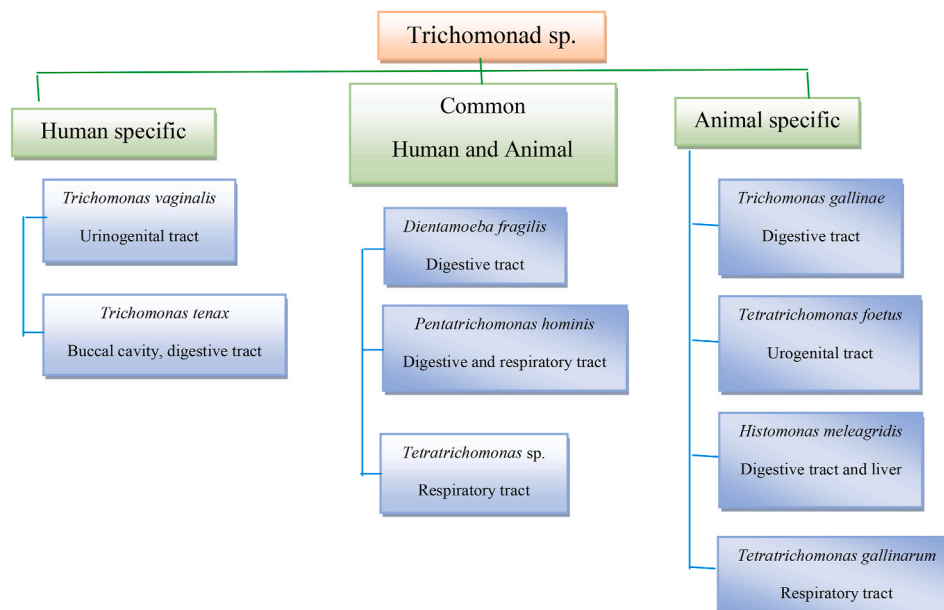 Trichomonad sp.
Human specific
Trichomonas vaginalis
Urinogenital tract
Trichomonas tenax
Buccal cavity, digestive tract
Common
Human and Animal
Dientamoeba fragilis
Digestive tract
Pentatrichomonas hominis
Digestive and respiratory tract
Tetratrichomonas sp.
Respiratory tract
Animal specific
Trichomonas gallinae
Digestive tract
Tetratrichomonas foetus
Urogenital tract
Histomonas meleagridis
Digestive tract and liver
Tetratrichomonas gallinarum
Respiratory tract